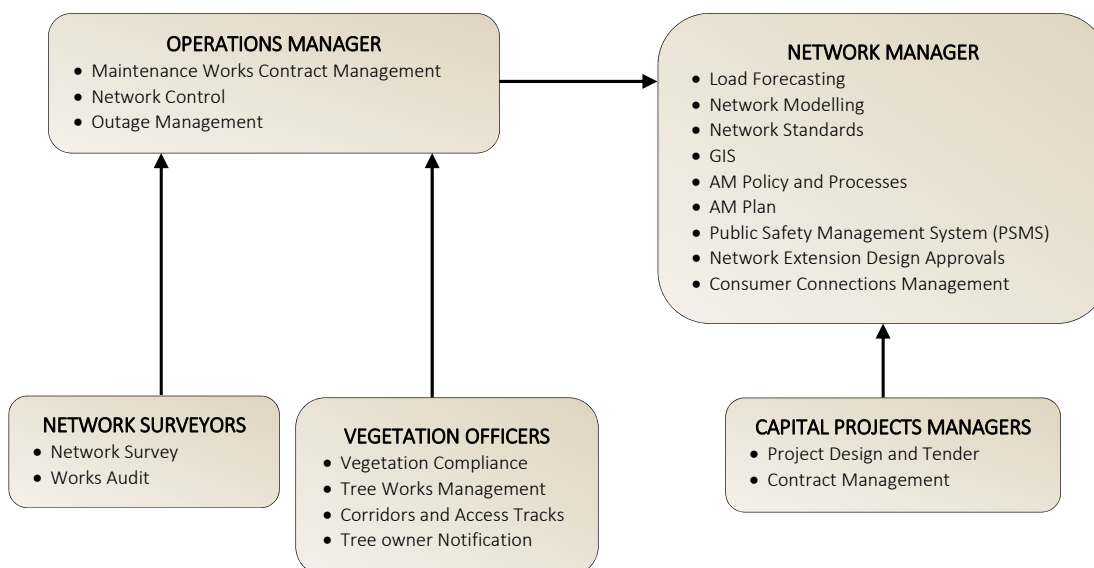 OPERATIONS MANAGER
• Maintenance Works Contract Management
• Network Control
• Outage Management
NETWORK MANAGER
• Load Forecasting
• Network Modelling
• Network Standards
• GIS
• AM Policy and Processes
• AM Plan
• Public Safety Management System (PSMS)
• Network Extension Design Approvals
• Consumer Connections Management
NETWORK SURVEYORS
• Network Survey
• Works Audit
VEGETATION OFFICERS
• Vegetation Compliance
• Tree Works Management
• Corridors and Access Tracks
• Tree owner Notification
CAPITAL PROJECTS MANAGERS
• Project Design and Tender
• Contract Management